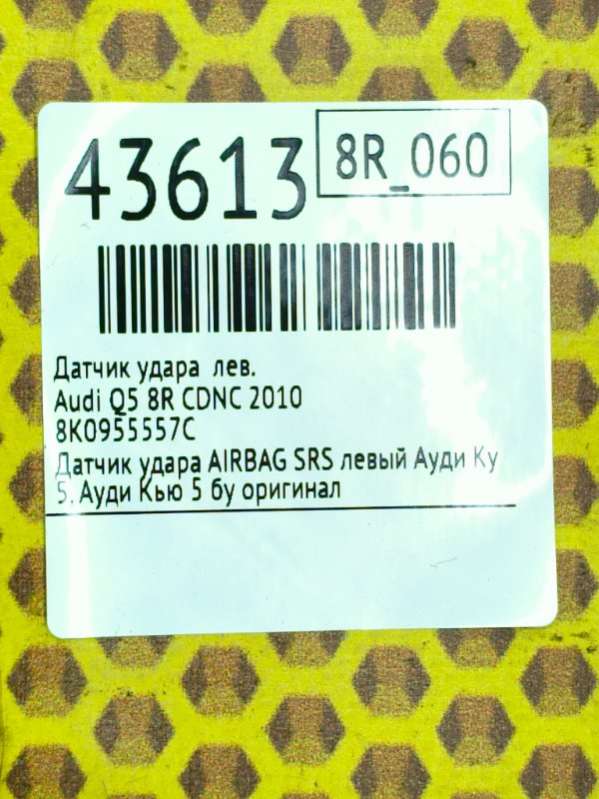 43613
8R_060
Датчик удара лев.
Audi Q5 8R CDNC 2010
8K0955557C
Датчик удара AIRBAG SRS левый Ауди Ку
5. Ауди Кью 5 бу оригинал